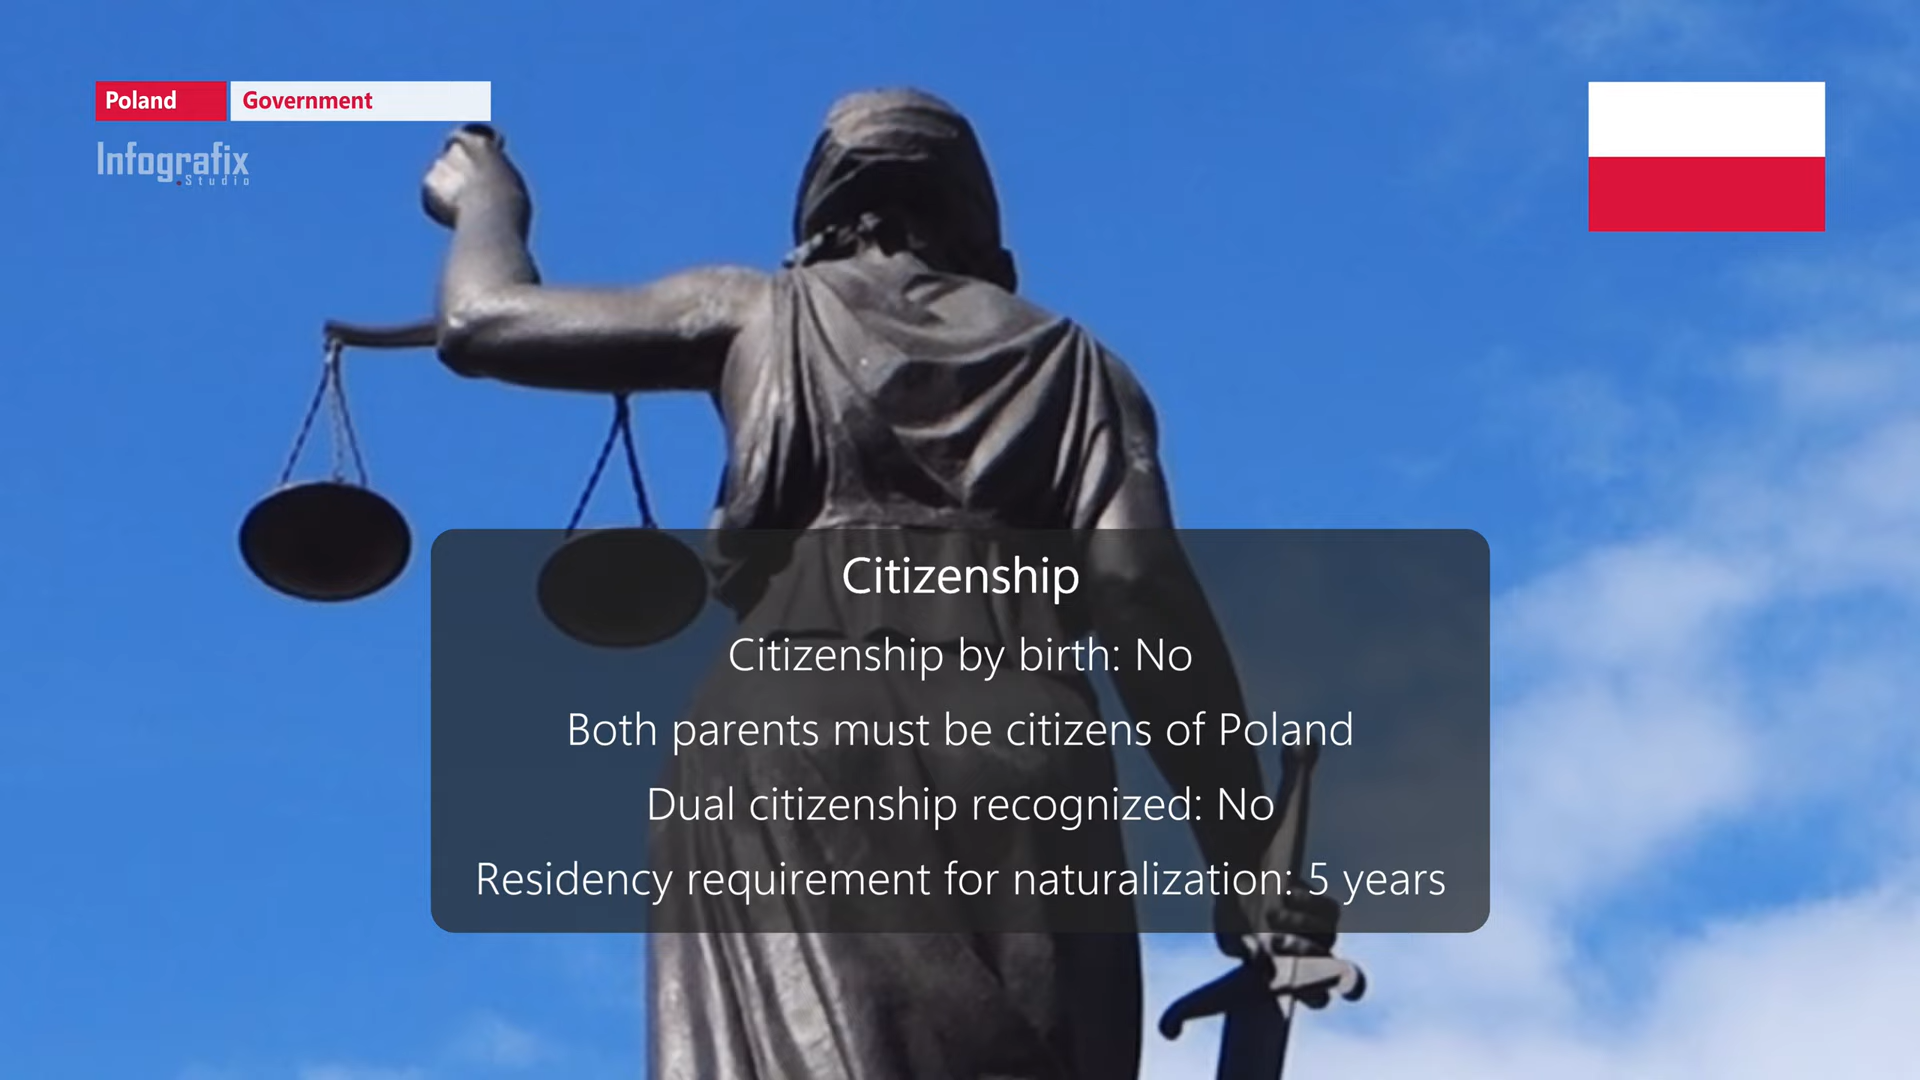 Poland Government
Infografix
.Studio
Citizenship
Citizenship by birth: No
Both parents must be citizens of Poland
Dual citizenship recognized: No
Residency requirement for naturalization: 5 years